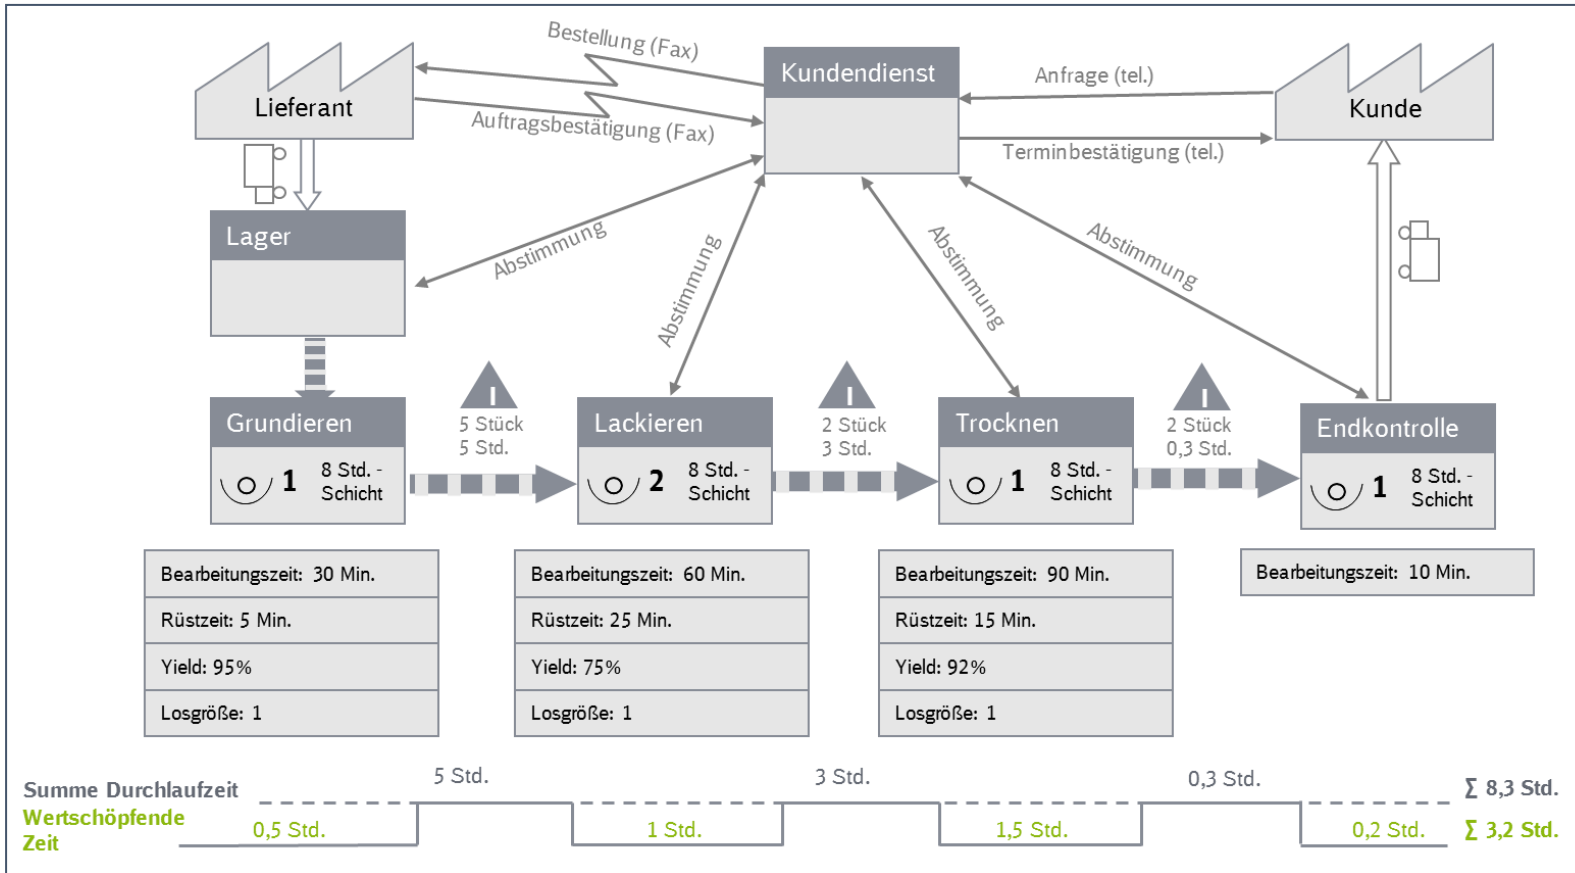 Bestellung (Fax)
Lieferant
Auftragsbestätigung (Fax)
Kundendienst
Anfrage (tel.)
Terminbestätigung (tel.)
Kunde
Lager
Abstimmung
Abstimmung
Abstimmung
Abstimmung
Grundieren
1
8 Std. -
Schicht
I
5 Stück
5 Std.
Lackieren
2
8 Std. -
Schicht
I
2 Stück
3 Std.
Trocknen
1
8 Std. -
Schicht
I
2 Stück
0,3 Std.
Endkontrolle
1
8 Std. -
Schicht
Bearbeitungszeit: 30 Min.
Rüstzeit: 5 Min.
Yield: 95%
Losgröße: 1
Bearbeitungszeit: 60 Min.
Rüstzeit: 25 Min.
Yield: 75%
Losgröße: 1
Bearbeitungszeit: 90 Min.
Rüstzeit: 15 Min.
Yield: 92%
Losgröße: 1
Bearbeitungszeit: 10 Min.
Summe Durchlaufzeit
5 Std.
3 Std.
0,3 Std.
∑ 8,3 Std.
Wertschöpfende
Zeit
0,5 Std.
1 Std.
1,5 Std.
0,2 Std.
∑ 3,2 Std.